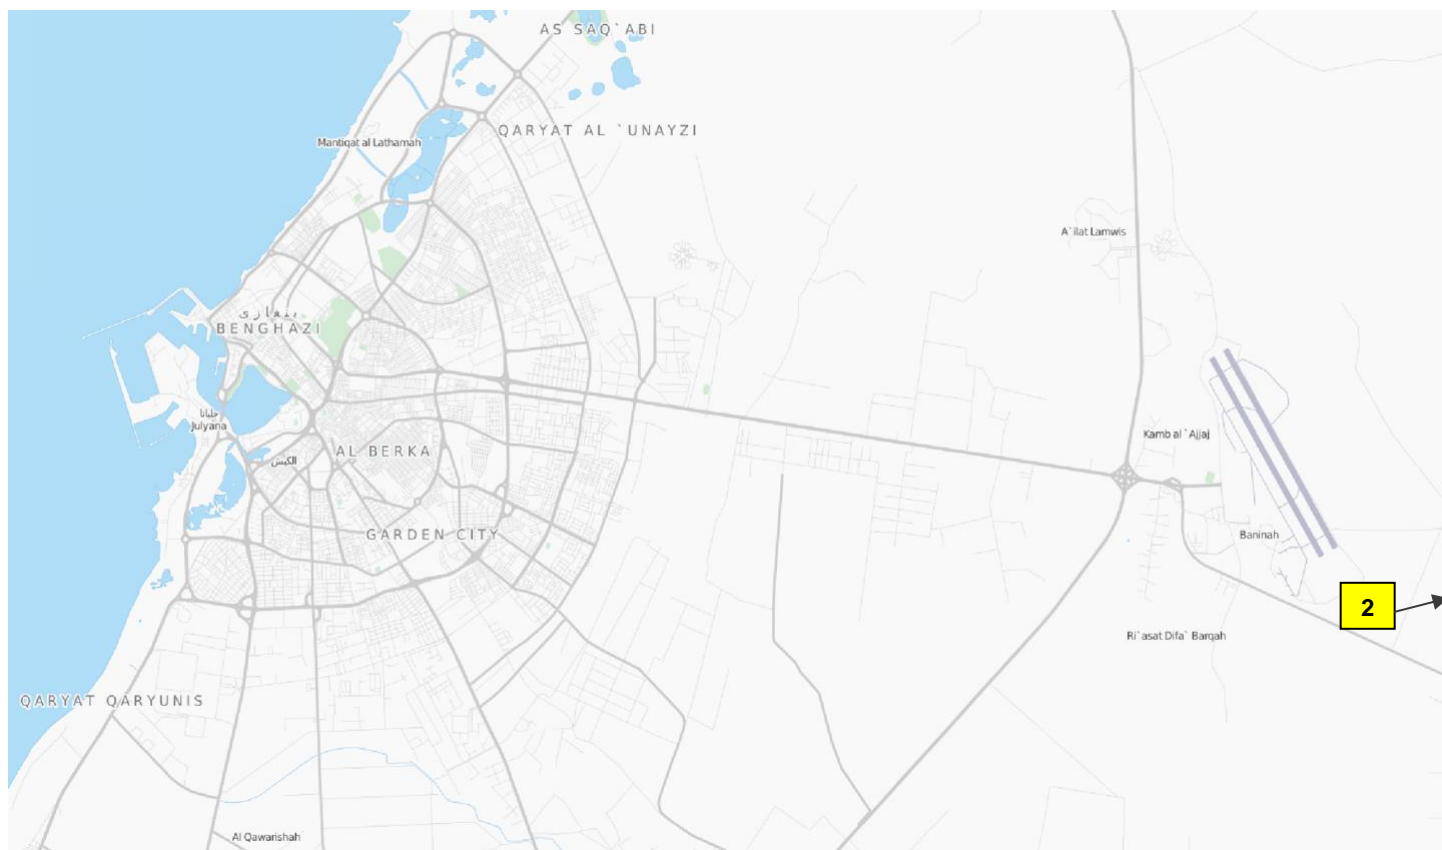 AS SAQ`ABI
QARYAT AL `UNAYZI
Mantiqat al Lathamah
A`ilat Lamwis
بنغازي
BENGHAZI
جليانا
Julyana
Kamb al `Ajjaj
AL BERKA
الكيش
GARDEN CITY
Baninah
2
Ri`asat Difa` Barqah
QARYAT QARYUNIS
Al Qawarishah